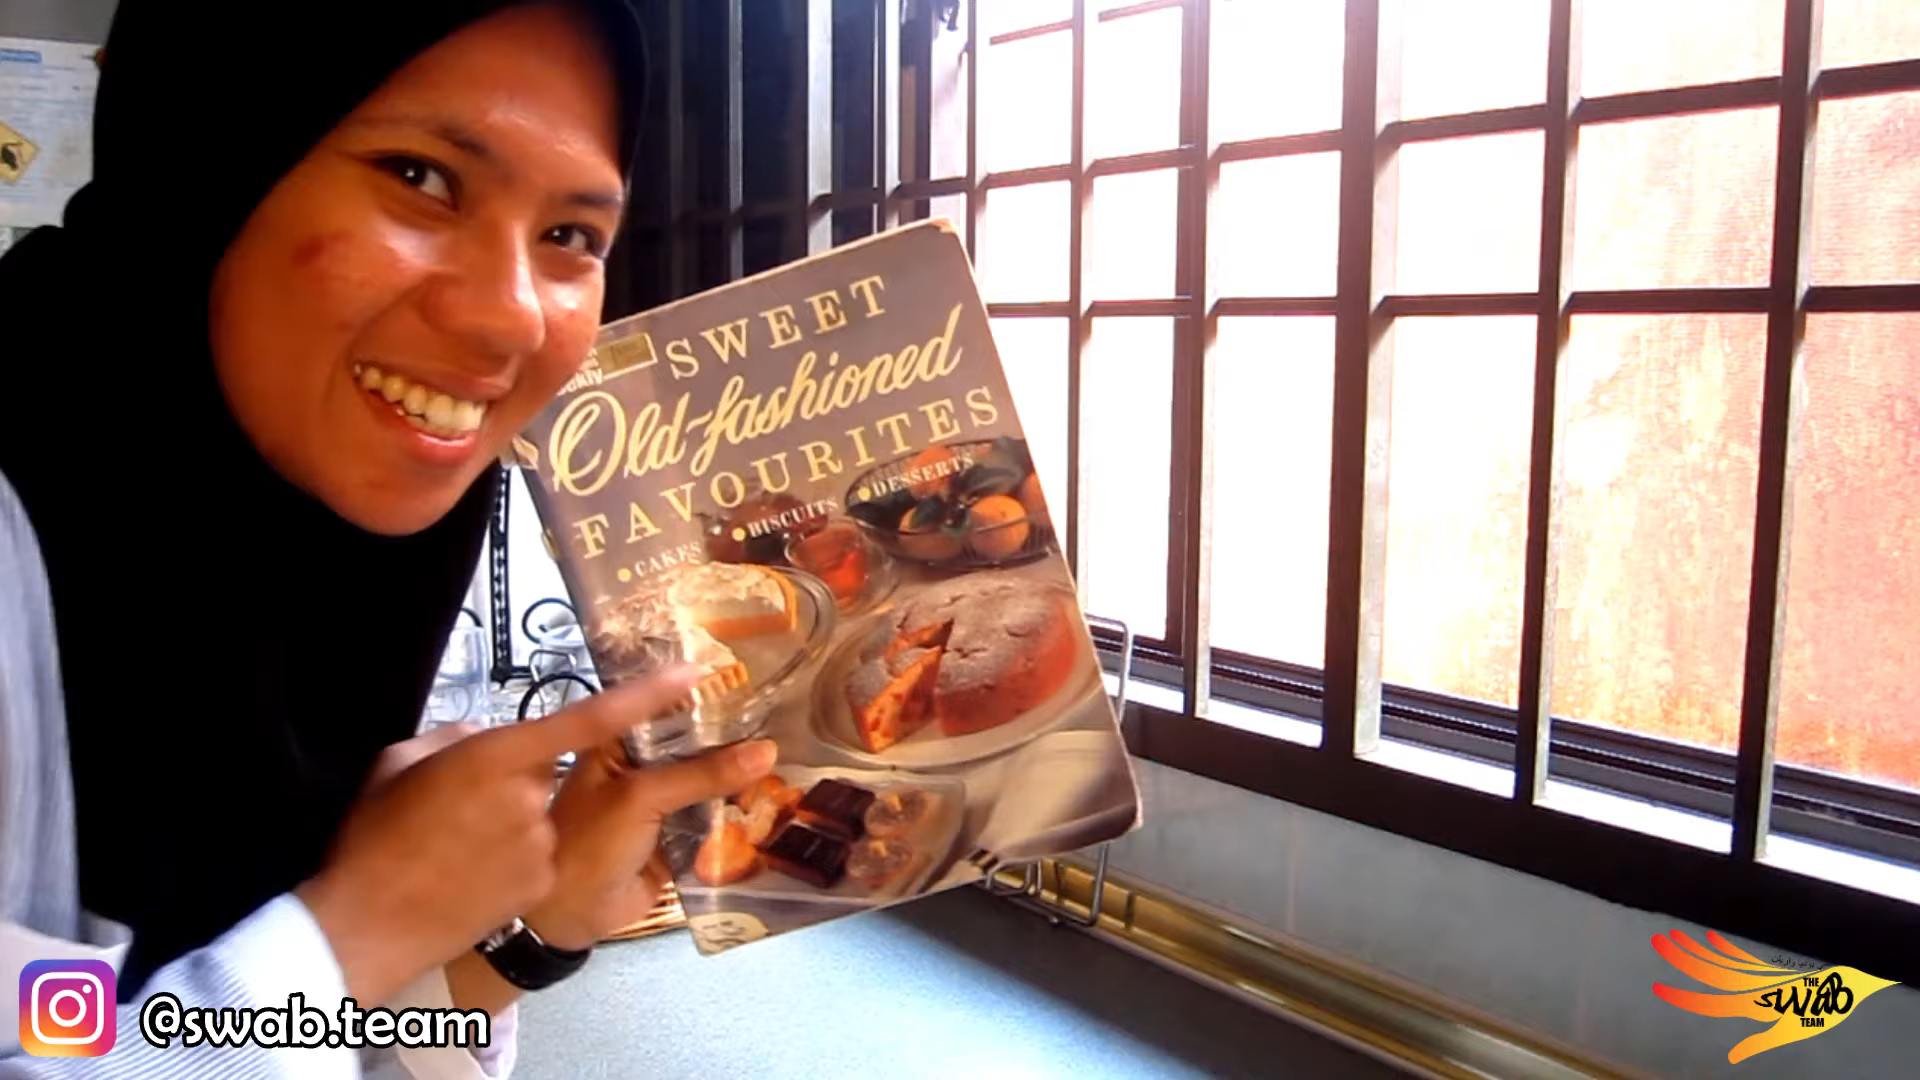 SWEET
Old-fashioned
FAVOURITES
• CAKES • BISCUITS • DESSERTS
@swab.team
THE
SWAB
TEAM